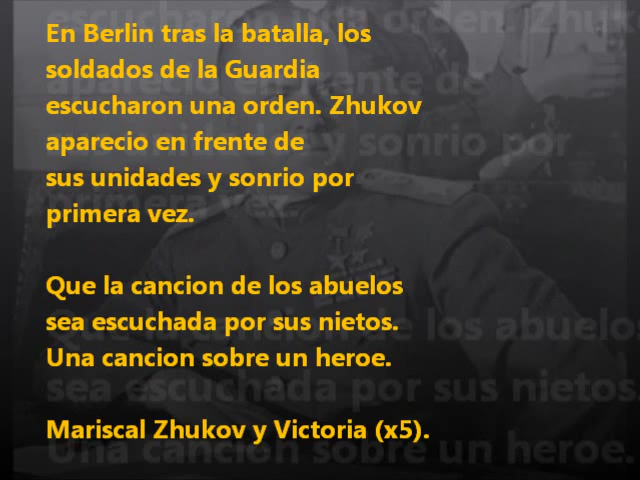 En Berlin tras la batalla, los
soldados de la Guardia
escucharon una orden. Zhukov
aparecio en frente de
sus unidades y sonrio por
primera vez.
Que la cancion de los abuelos
sea escuchada por sus nietos.
Una cancion sobre un heroe.
Mariscal Zhukov y Victoria (x5).